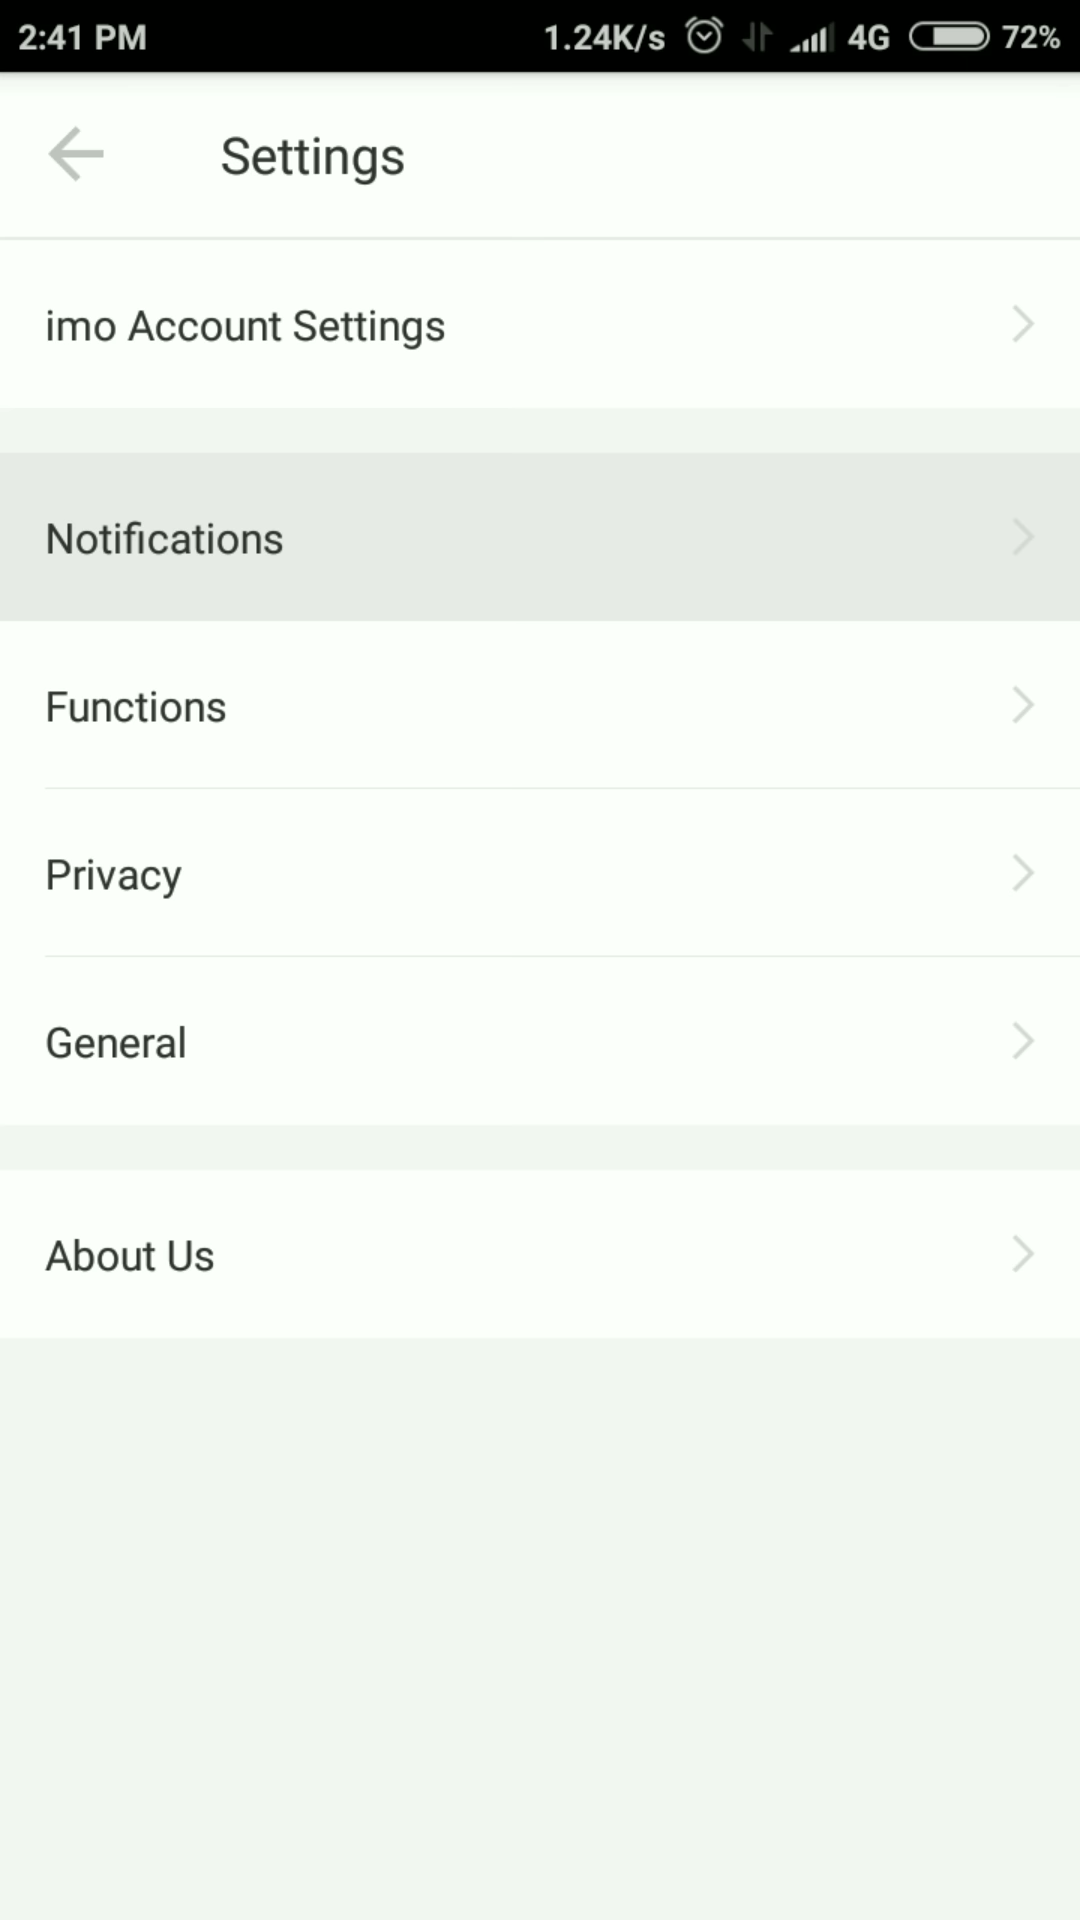 2:41 PM 1.24K/s 4G 72%
Settings
imo Account Settings
Notifications
Functions
Privacy
General
About Us